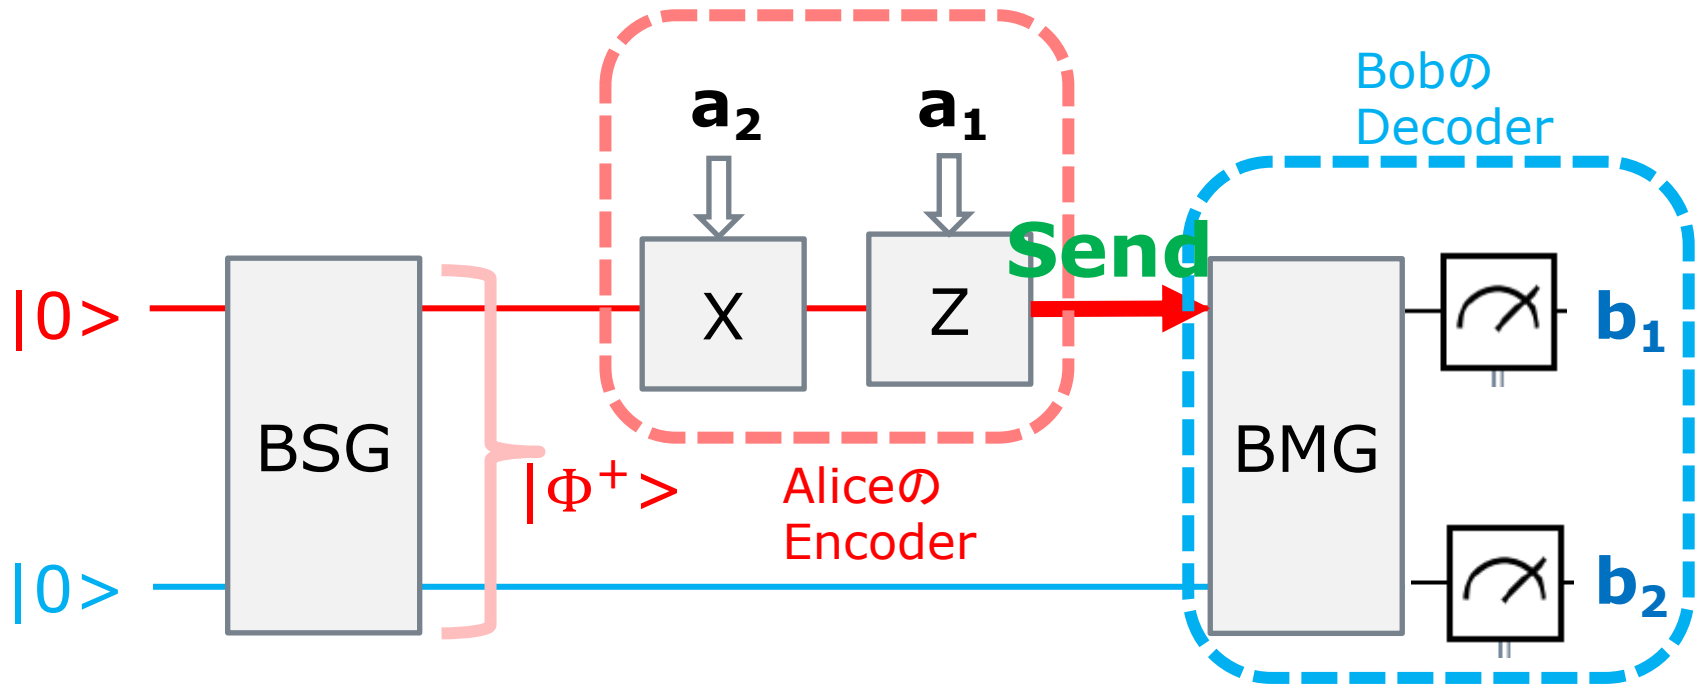 Bobの
Decoder
a₂
a₁
Send
X
Z
|0>
BSG
BMG
b₁
|Φ⁺>
Aliceの
Encoder
|0>
b₂